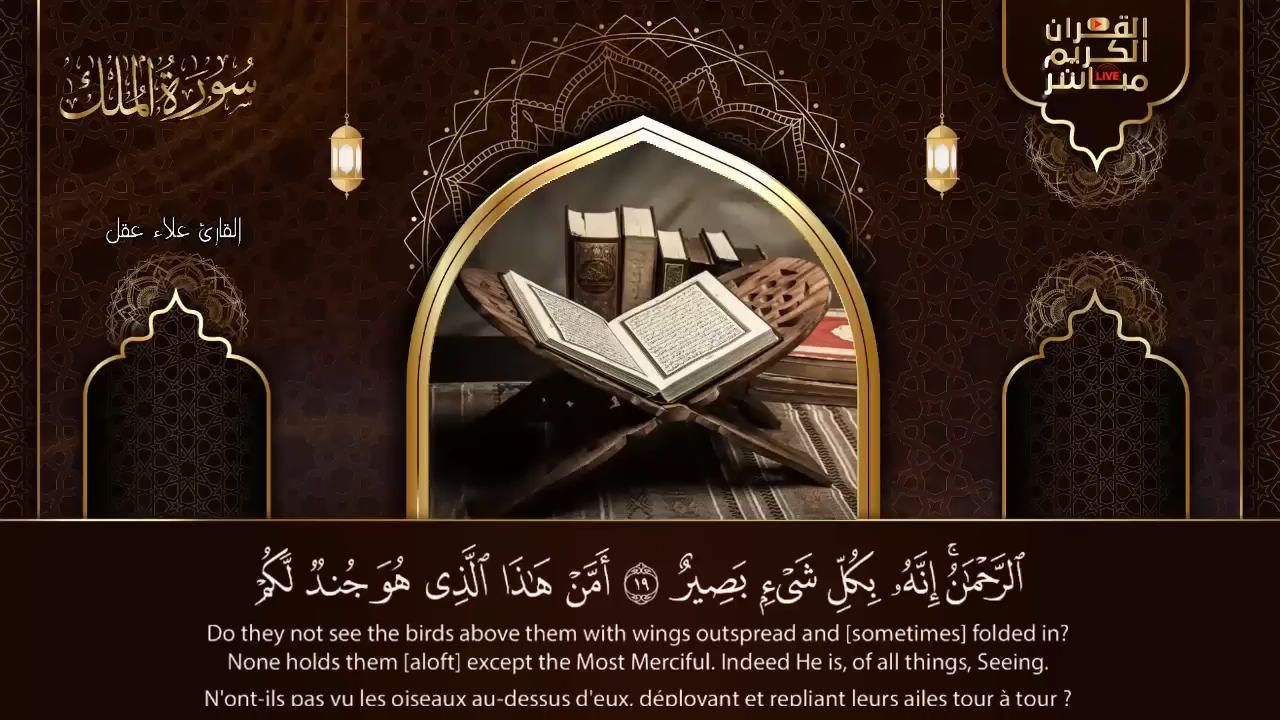 سُورَةُ الْمُلْكِ
القرآن
الكريم
مباشر
LIVE
القارئ علاء عقل
ٱلرَّحْمَٰنُۚ إِنَّهُۥ بِكُلِّ شَىْءِۭ بَصِيرٌ ١٩ أَمَّنْ هَٰذَا ٱلَّذِى هُوَ جُندٌ لَّكُمْ
Do they not see the birds above them with wings outspread and [sometimes] folded in?
None holds them [aloft] except the Most Merciful. Indeed He is, of all things, Seeing.
N'ont-ils pas vu les oiseaux au-dessus d'eux, déployant et repliant leurs ailes tour à tour ?